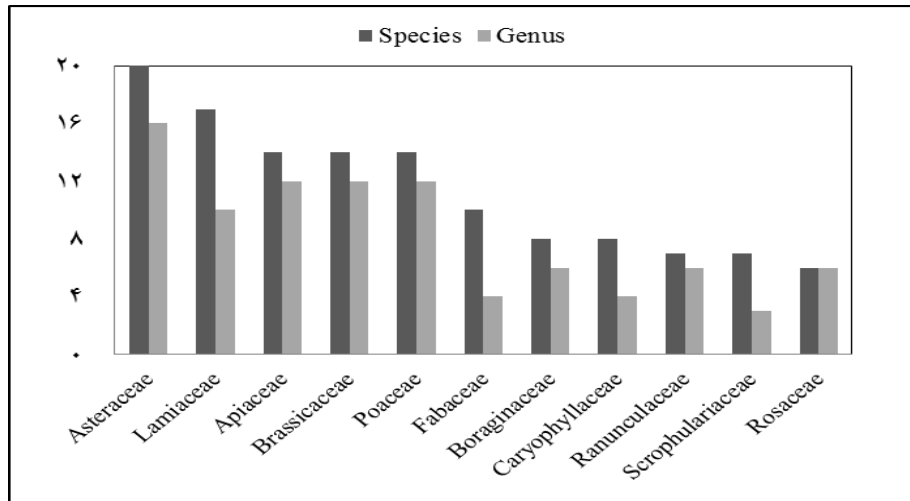 Species Genus
۲۰
۱۶
۱۲
۸
۴
۰
Asteraceae
Lamiaceae
Apiaceae
Brassicaceae
Poaceae
Fabaceae
Boraginaceae
Caryophyllaceae
Ranunculaceae
Scrophulariaceae
Rosaceae